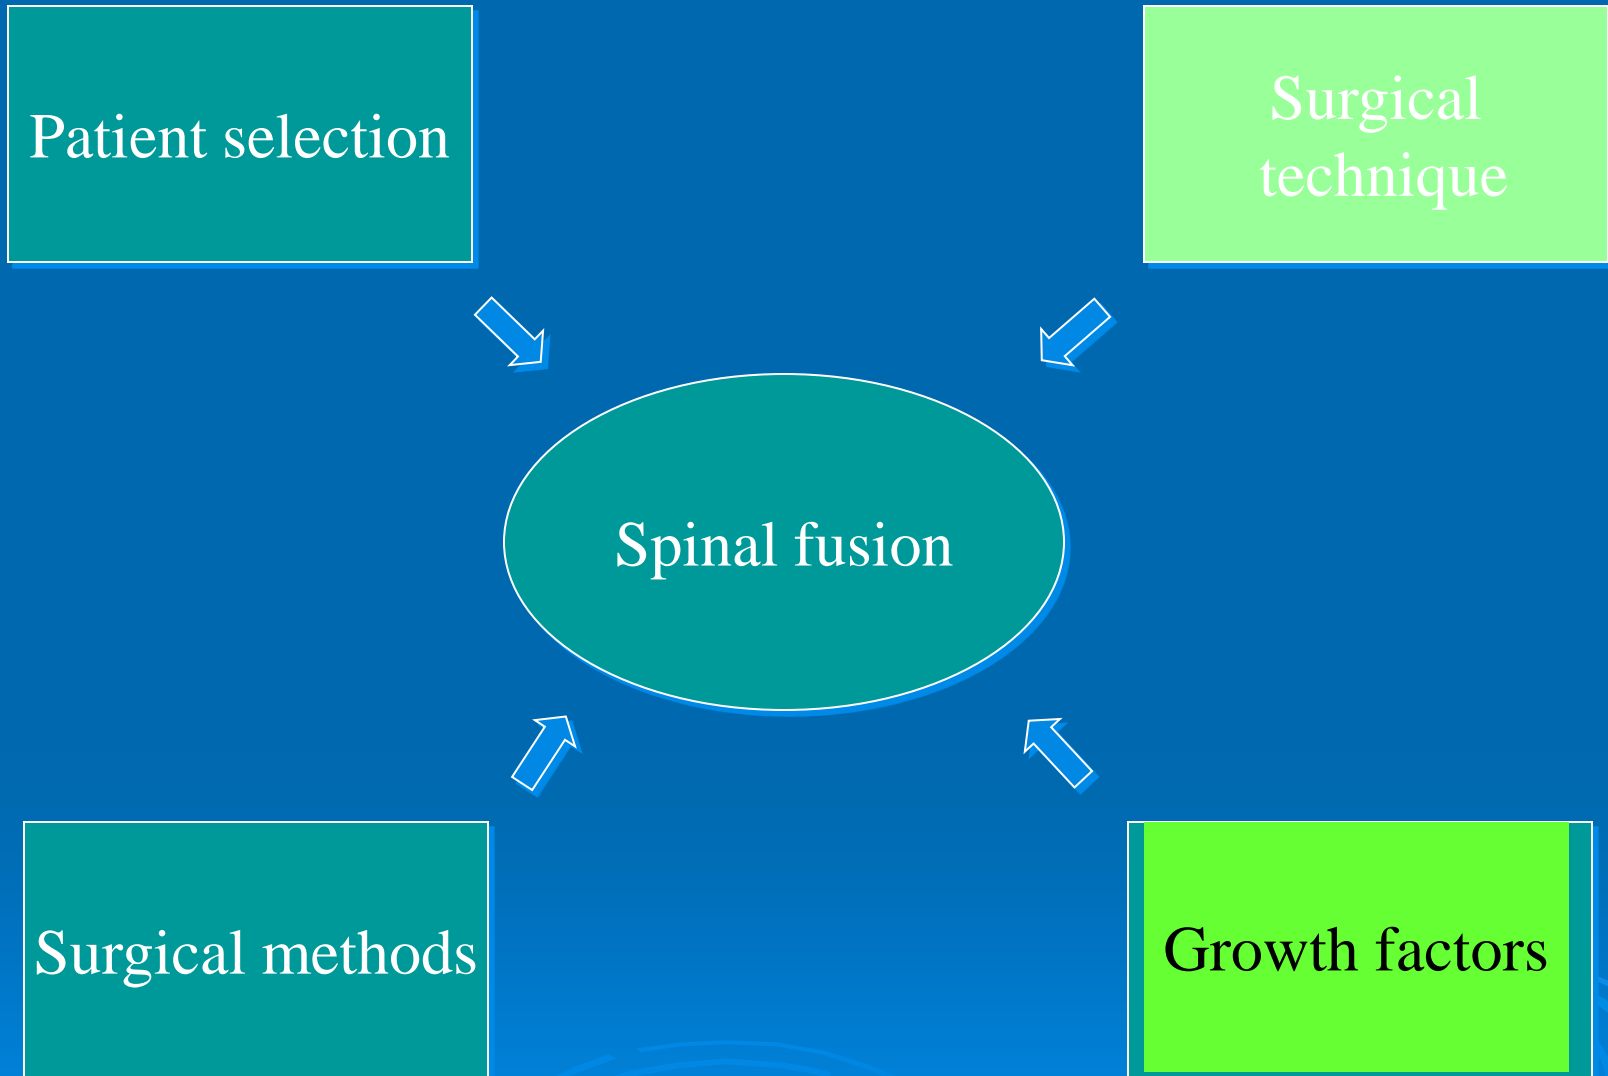 Patient selection
Surgical
technique
Spinal fusion
Surgical methods
Growth factors